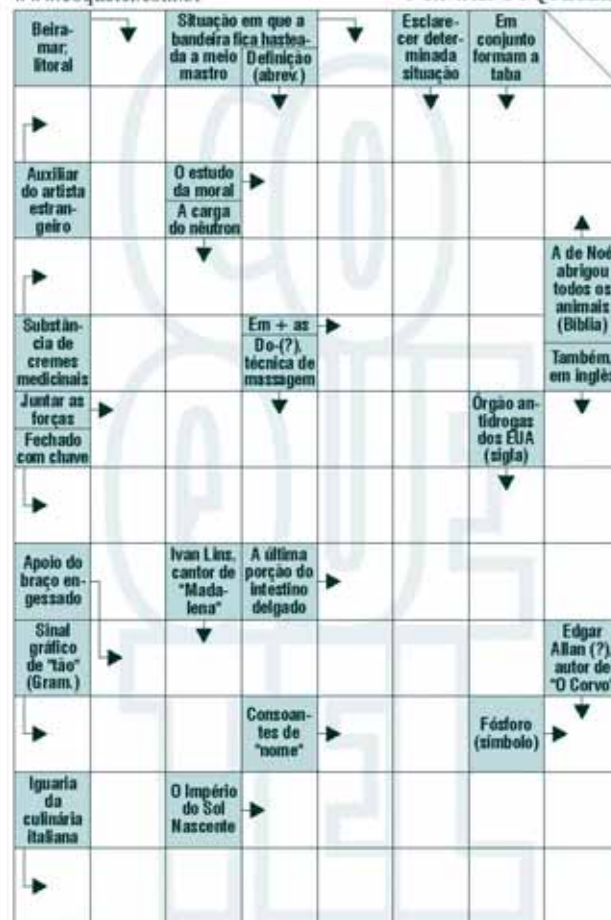 Beira-
mar;
litoral
Situação em que a
bandeira fica hastea-
da a meio
mastro
Definição
(abrev.)
Esclare-
cer deter-
minada
situação
Em
conjunto
formam a
taba
Auxiliar
do artista
estran-
geiro
O estudo
da moral
A carga
do nêutron
A de Noé
abrigou
todos os
animais
(Bíblia)
Também,
em inglês
Substân-
cia de
cremes
medicinais
Em + as
Do-(?),
técnica de
massagem
Juntar as
forças
Fechado
com chave
Órgão an-
tidrogas
dos EUA
(sigla)
Apoio do
braço en-
gessado
Ivan Lins,
cantor de
"Mada-
lena"
A última
porção do
intestino
delgado
Sinal
gráfico
de "tão"
(Gram.)
Edgar
Allan (?),
autor de
"O Corvo"
Consoan-
tes de
"nome"
Fósforo
(símbolo)
Iguaria
da
culinária
italiana
O Império
do Sol
Nascente
COQUETEL